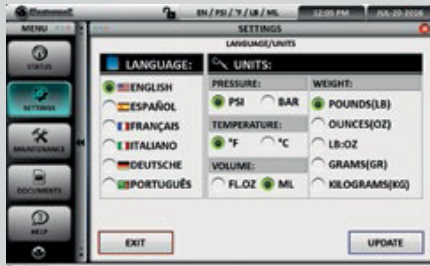 EN / PSI / °F / LB / ML
12:05 PM
JUL-20-2016
MENU
SETTINGS
LANGUAGE/UNITS
STATUS
SETTINGS
MAINTENANCE
DOCUMENTS
HELP
LANGUAGE:
ENGLISH
ESPAÑOL
FRANÇAIS
ITALIANO
DEUTSCHE
PORTUGUÊS
UNITS:
PRESSURE:
PSI
BAR
TEMPERATURE:
°F
°C
VOLUME:
FL.OZ
ML
WEIGHT:
POUNDS(LB)
OUNCES(OZ)
LB:OZ
GRAMS(GR)
KILOGRAMS(KG)
EXIT
UPDATE